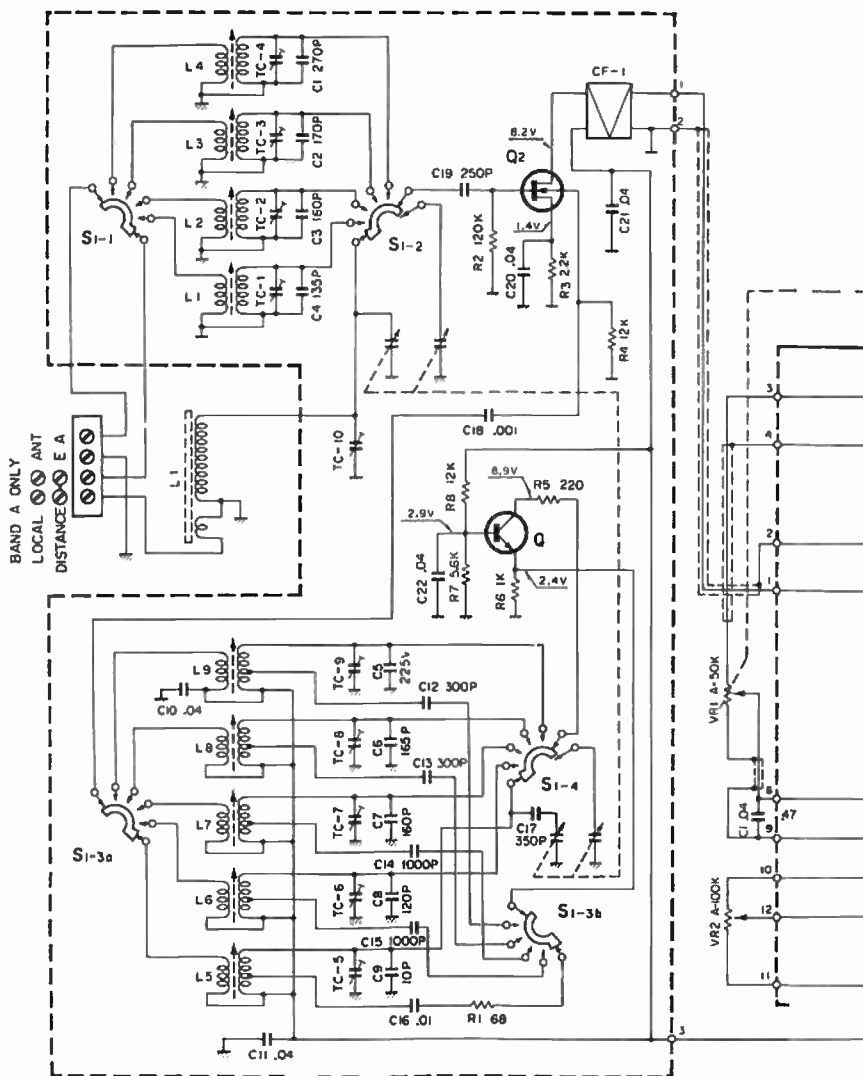 L4
TC-4
C1 270P
L3
TC-3
C2 170P
L2
TC-2
C3 160P
L1
TC-1
C4 135P
S1-1
S1-2
C19 250P
R2 120K
Q2
8.2V
1.4V
C20 .04
R3 2.2K
R4 12K
CF-1
C21 .04
1
2
BAND A ONLY
LOCAL
ANT
DISTANCE
E A
L1
TC-10
C18 .001
R8 12K
8.9V
R5 220
2.9V
Q
C22 .04
R7 5.6K
R6 1K
2.4V
3
4
2
1
VR1 A-50K
8
C1 .04
.47
9
10
VR2 A-100K
12
11
L9
C10 .04
TC-9
C5 225V
C12 300P
L8
TC-8
C6 165P
C13 300P
L7
TC-7
C7 160P
C14 1000P
L6
TC-6
C8 120P
C15 1000P
L5
TC-5
C9 10P
C16 .01
R1 68
S1-3a
S1-4
C17 350P
S1-3b
C11 .04
3